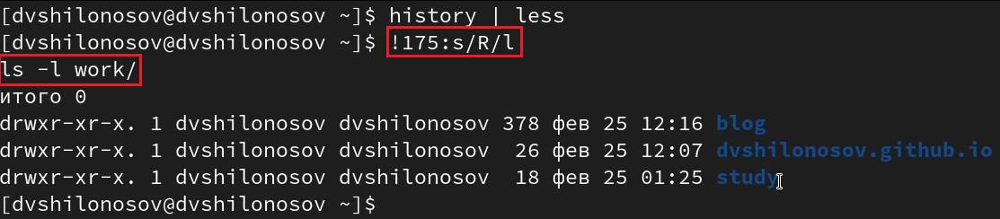 [dvshilonosov@dvshilonosov ~]$ history | less
[dvshilonosov@dvshilonosov ~]$ !175:s/R/l
ls -l work/
итого 0
drwxr-xr-x. 1 dvshilonosov dvshilonosov 378 фев 25 12:16 blog
drwxr-xr-x. 1 dvshilonosov dvshilonosov  26 фев 25 12:07 dvshilonosov.github.io
drwxr-xr-x. 1 dvshilonosov dvshilonosov  18 фев 25 01:25 study
[dvshilonosov@dvshilonosov ~]$